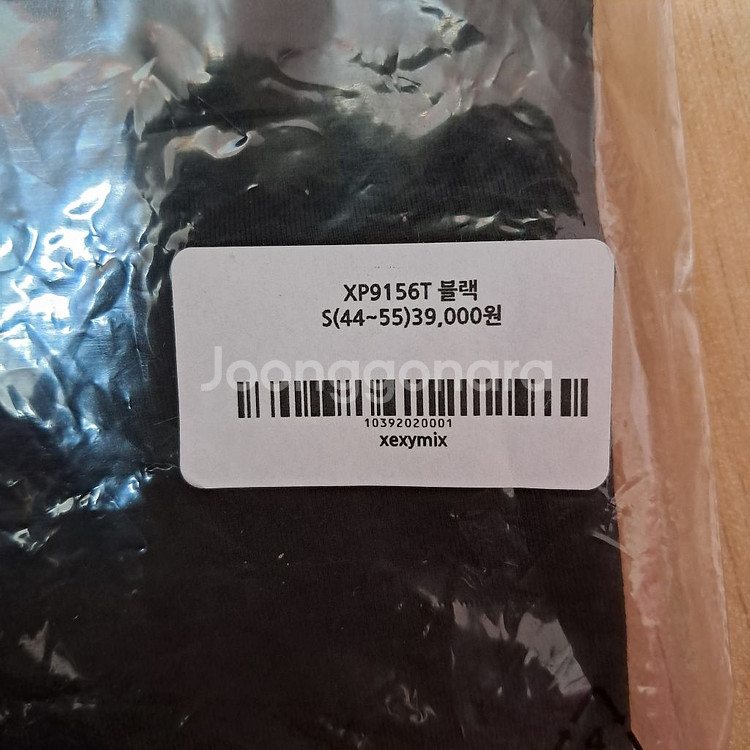 XP9156T 블랙
S(44~55)39,000원
Joonggonara
10392020001
xexymix